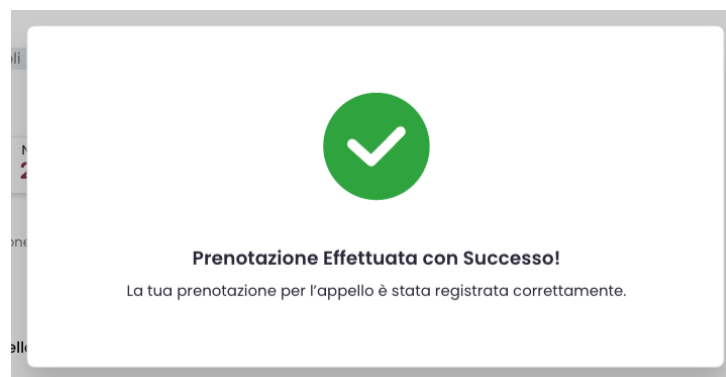 Prenotazione Effettuata con Successo!
La tua prenotazione per l'appello è stata registrata correttamente.